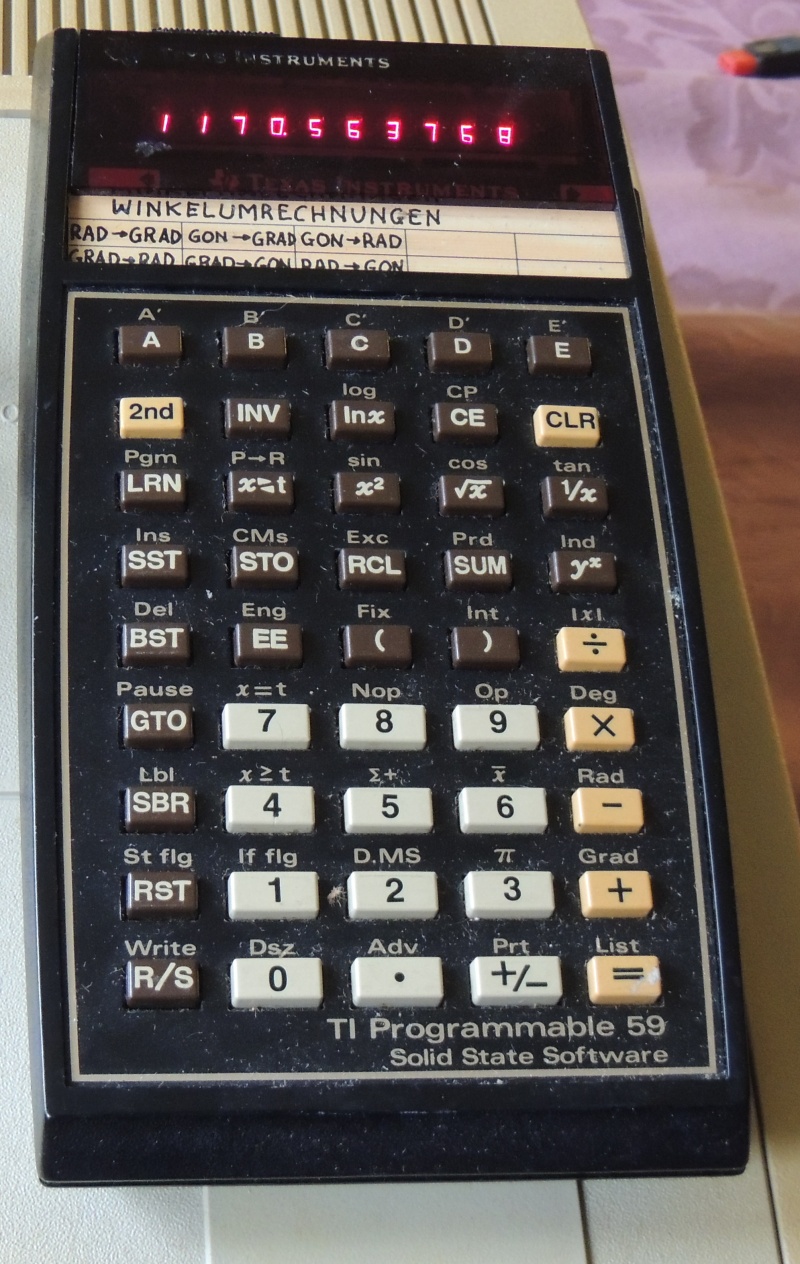 TEXAS INSTRUMENTS
1170.563768
TEXAS INSTRUMENTS
WINKELUMRECHNUNGEN
RAD→GRAD GON→GRAD GON→RAD
GRAD→RAD GRAD→GON RAD→GON
A' B' C' D' E'
A B C D E
log CP
2nd INV lnx CE CLR
Pgm P→R sin cos tan
LRN x⇄t x² √x 1/x
Ins CMs Exc Prd Ind
SST STO RCL SUM yˣ
Del Eng Fix Int |x|
BST EE ( ) ÷
Pause x=t Nop Op Deg
GTO 7 8 9 ×
Lbl x≥t Σ+ x̄ Rad
SBR 4 5 6 −
St flg If flg D.MS π Grad
RST 1 2 3 +
Write Dsz Adv Prt List
R/S 0 . +/− =
TI Programmable 59
Solid State Software